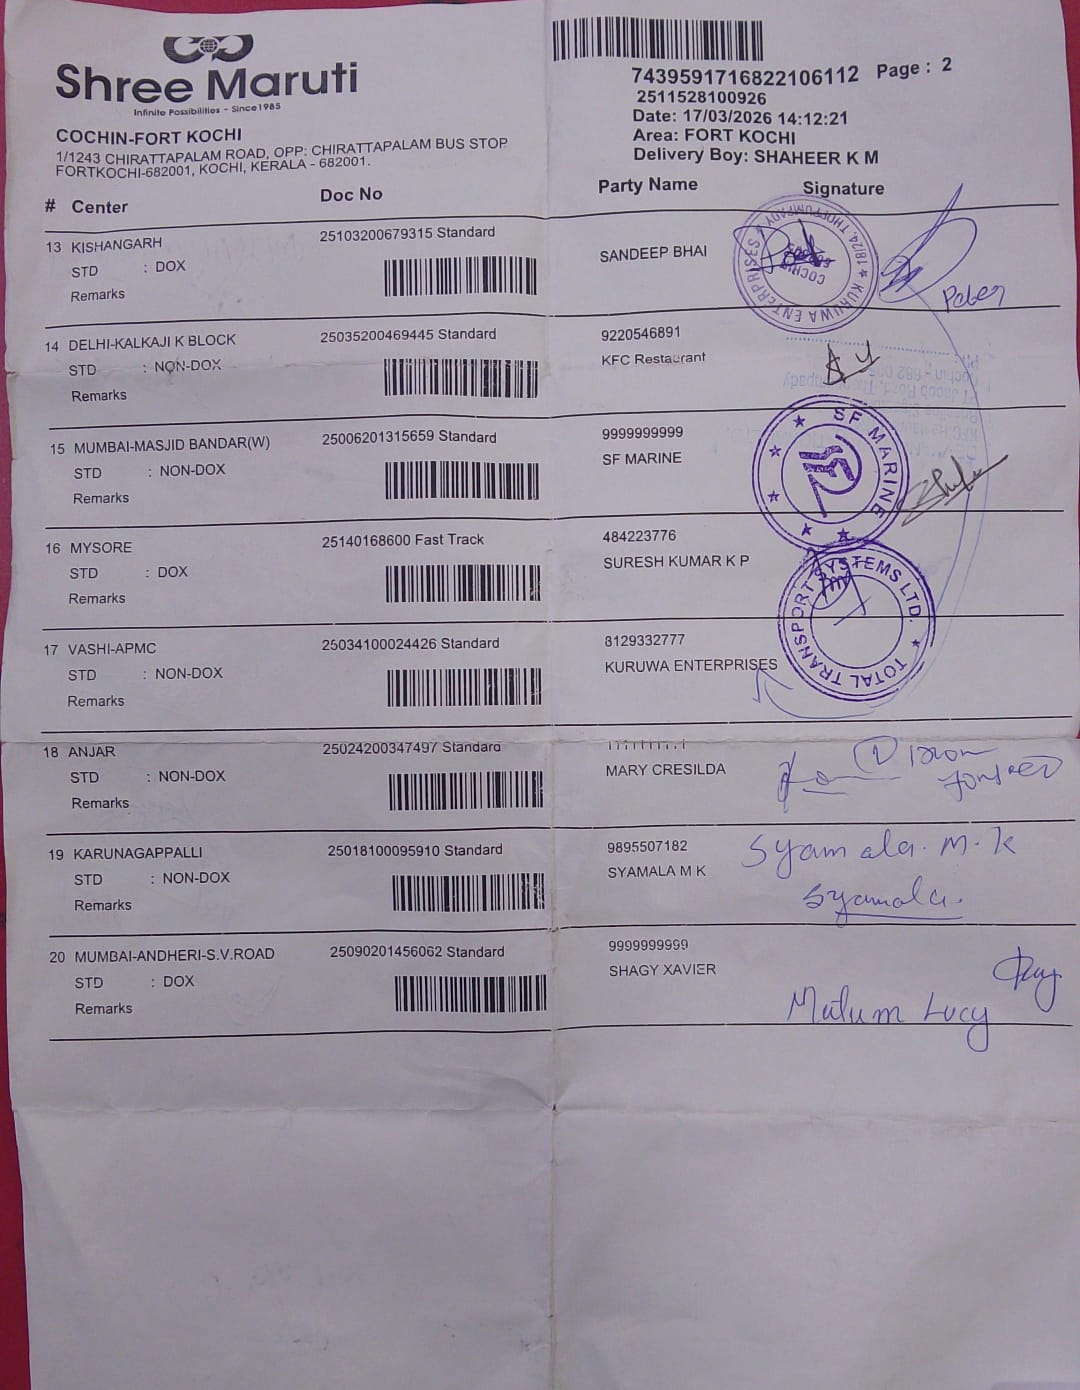 Shree Maruti
Infinite Possibilities - Since1985
COCHIN-FORT KOCHI
1/1243 CHIRATTAPALAM ROAD, OPP: CHIRATTAPALAM BUS STOP
FORTKOCHI-682001, KOCHI, KERALA - 682001.
7439591716822106112 Page : 2
2511528100926
Date: 17/03/2026 14:12:21
Area: FORT KOCHI
Delivery Boy: SHAHEER K M
# Center Doc No Party Name Signature
13 KISHANGARH 25103200679315 Standard
STD : DOX SANDEEP BHAI
Remarks
KURUWA ENTERPRISES ★ 18/24, THOPPUMPADY ★
COCHIN
14 DELHI-KALKAJI K BLOCK 25035200469445 Standard 9220546891
STD : NON-DOX KFC Restaurant
Remarks
15 MUMBAI-MASJID BANDAR(W) 25006201315659 Standard 9999999999
STD : NON-DOX SF MARINE
Remarks
SF MARINE
16 MYSORE 25140168600 Fast Track 484223776
STD : DOX SURESH KUMAR K P
Remarks
TOTAL TRANSPORT SYSTEMS LTD.
17 VASHI-APMC 25034100024426 Standard 8129332777
STD : NON-DOX KURUWA ENTERPRISES
Remarks
18 ANJAR 25024200347497 Standard
STD : NON-DOX MARY CRESILDA
Remarks
19 KARUNAGAPPALLI 25018100095910 Standard 9895507182
STD : NON-DOX SYAMALA M K
Remarks
Syamala. M. K
Syamala.
20 MUMBAI-ANDHERI-S.V.ROAD 25090201456062 Standard 9999999999
STD : DOX SHAGY XAVIER
Remarks
Lucy